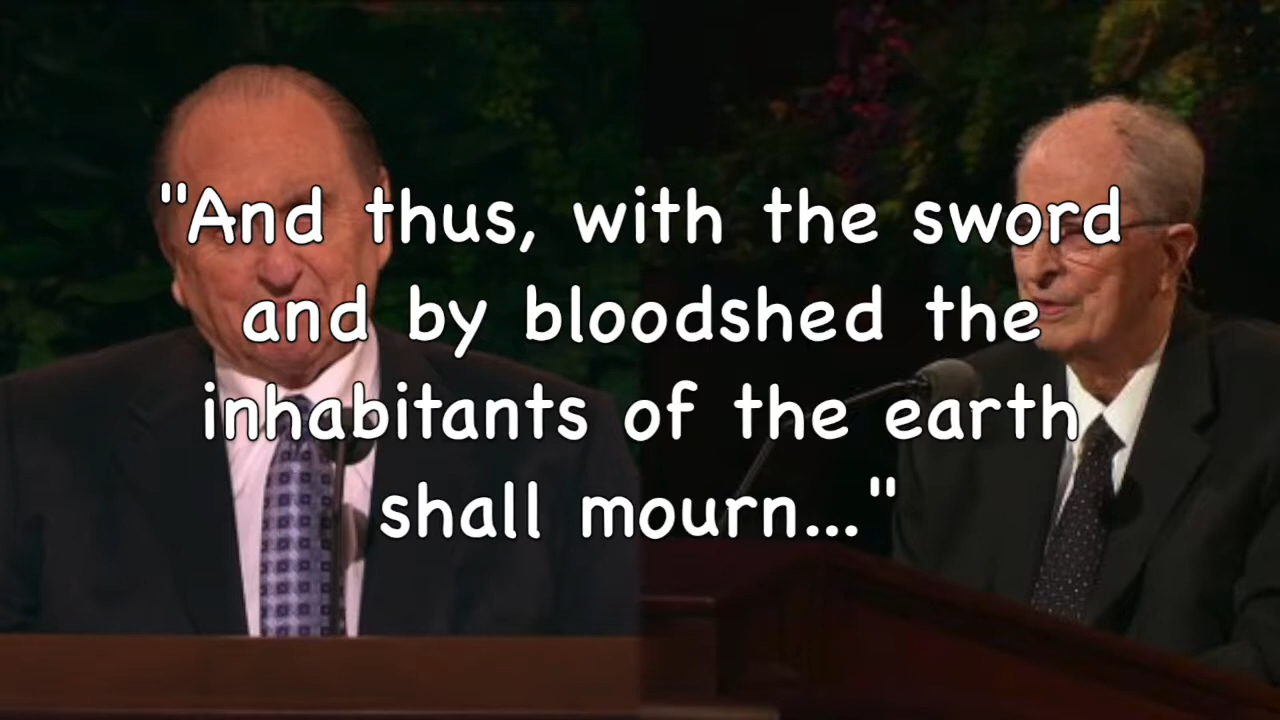 "And thus, with the sword
and by bloodshed the
inhabitants of the earth
shall mourn..."